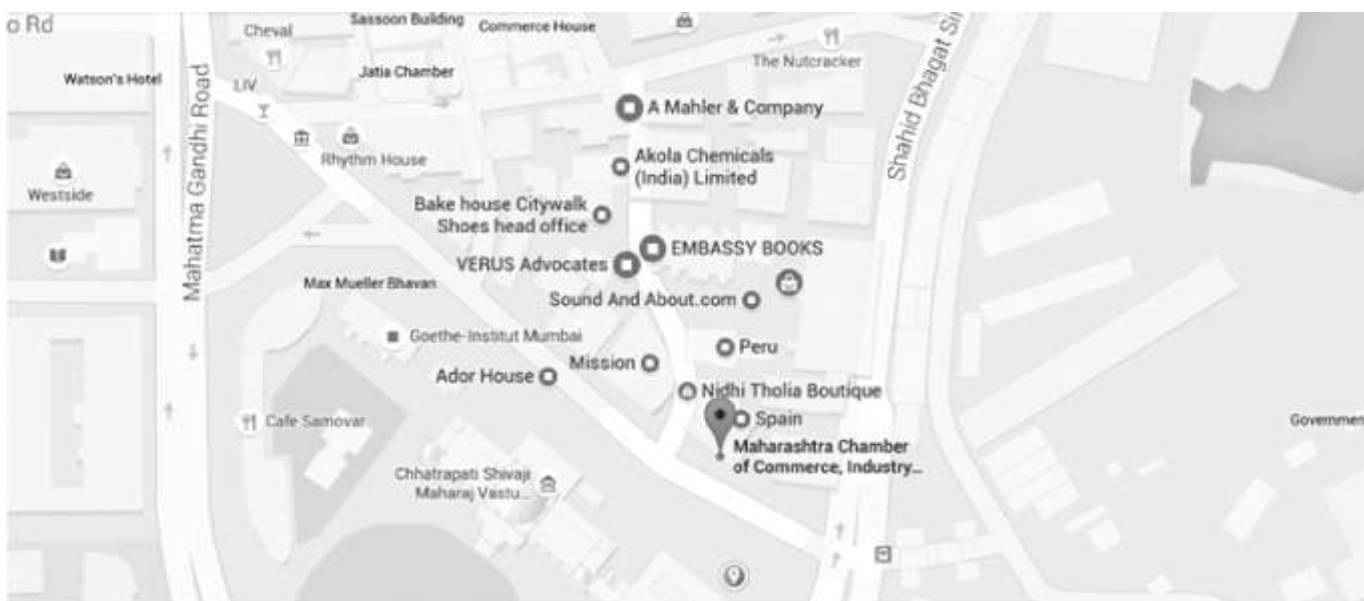 o Rd
Sassoon Building
Commerce House
Cheval
The Nutcracker
Watson's Hotel
Jatia Chamber
LIV
A Mahler & Company
Rhythm House
Akola Chemicals
(India) Limited
Westside
Mahatma Gandhi Road
Shahid Bhagat Sin
Bake house Citywalk
Shoes head office
EMBASSY BOOKS
VERUS Advocates
Max Mueller Bhavan
Sound And About.com
Goethe-Institut Mumbai
Peru
Mission
Ador House
Nidhi Tholia Boutique
Cafe Samovar
Spain
Governmen
Maharashtra Chamber
of Commerce, Industry...
Chhatrapati Shivaji
Maharaj Vastu...